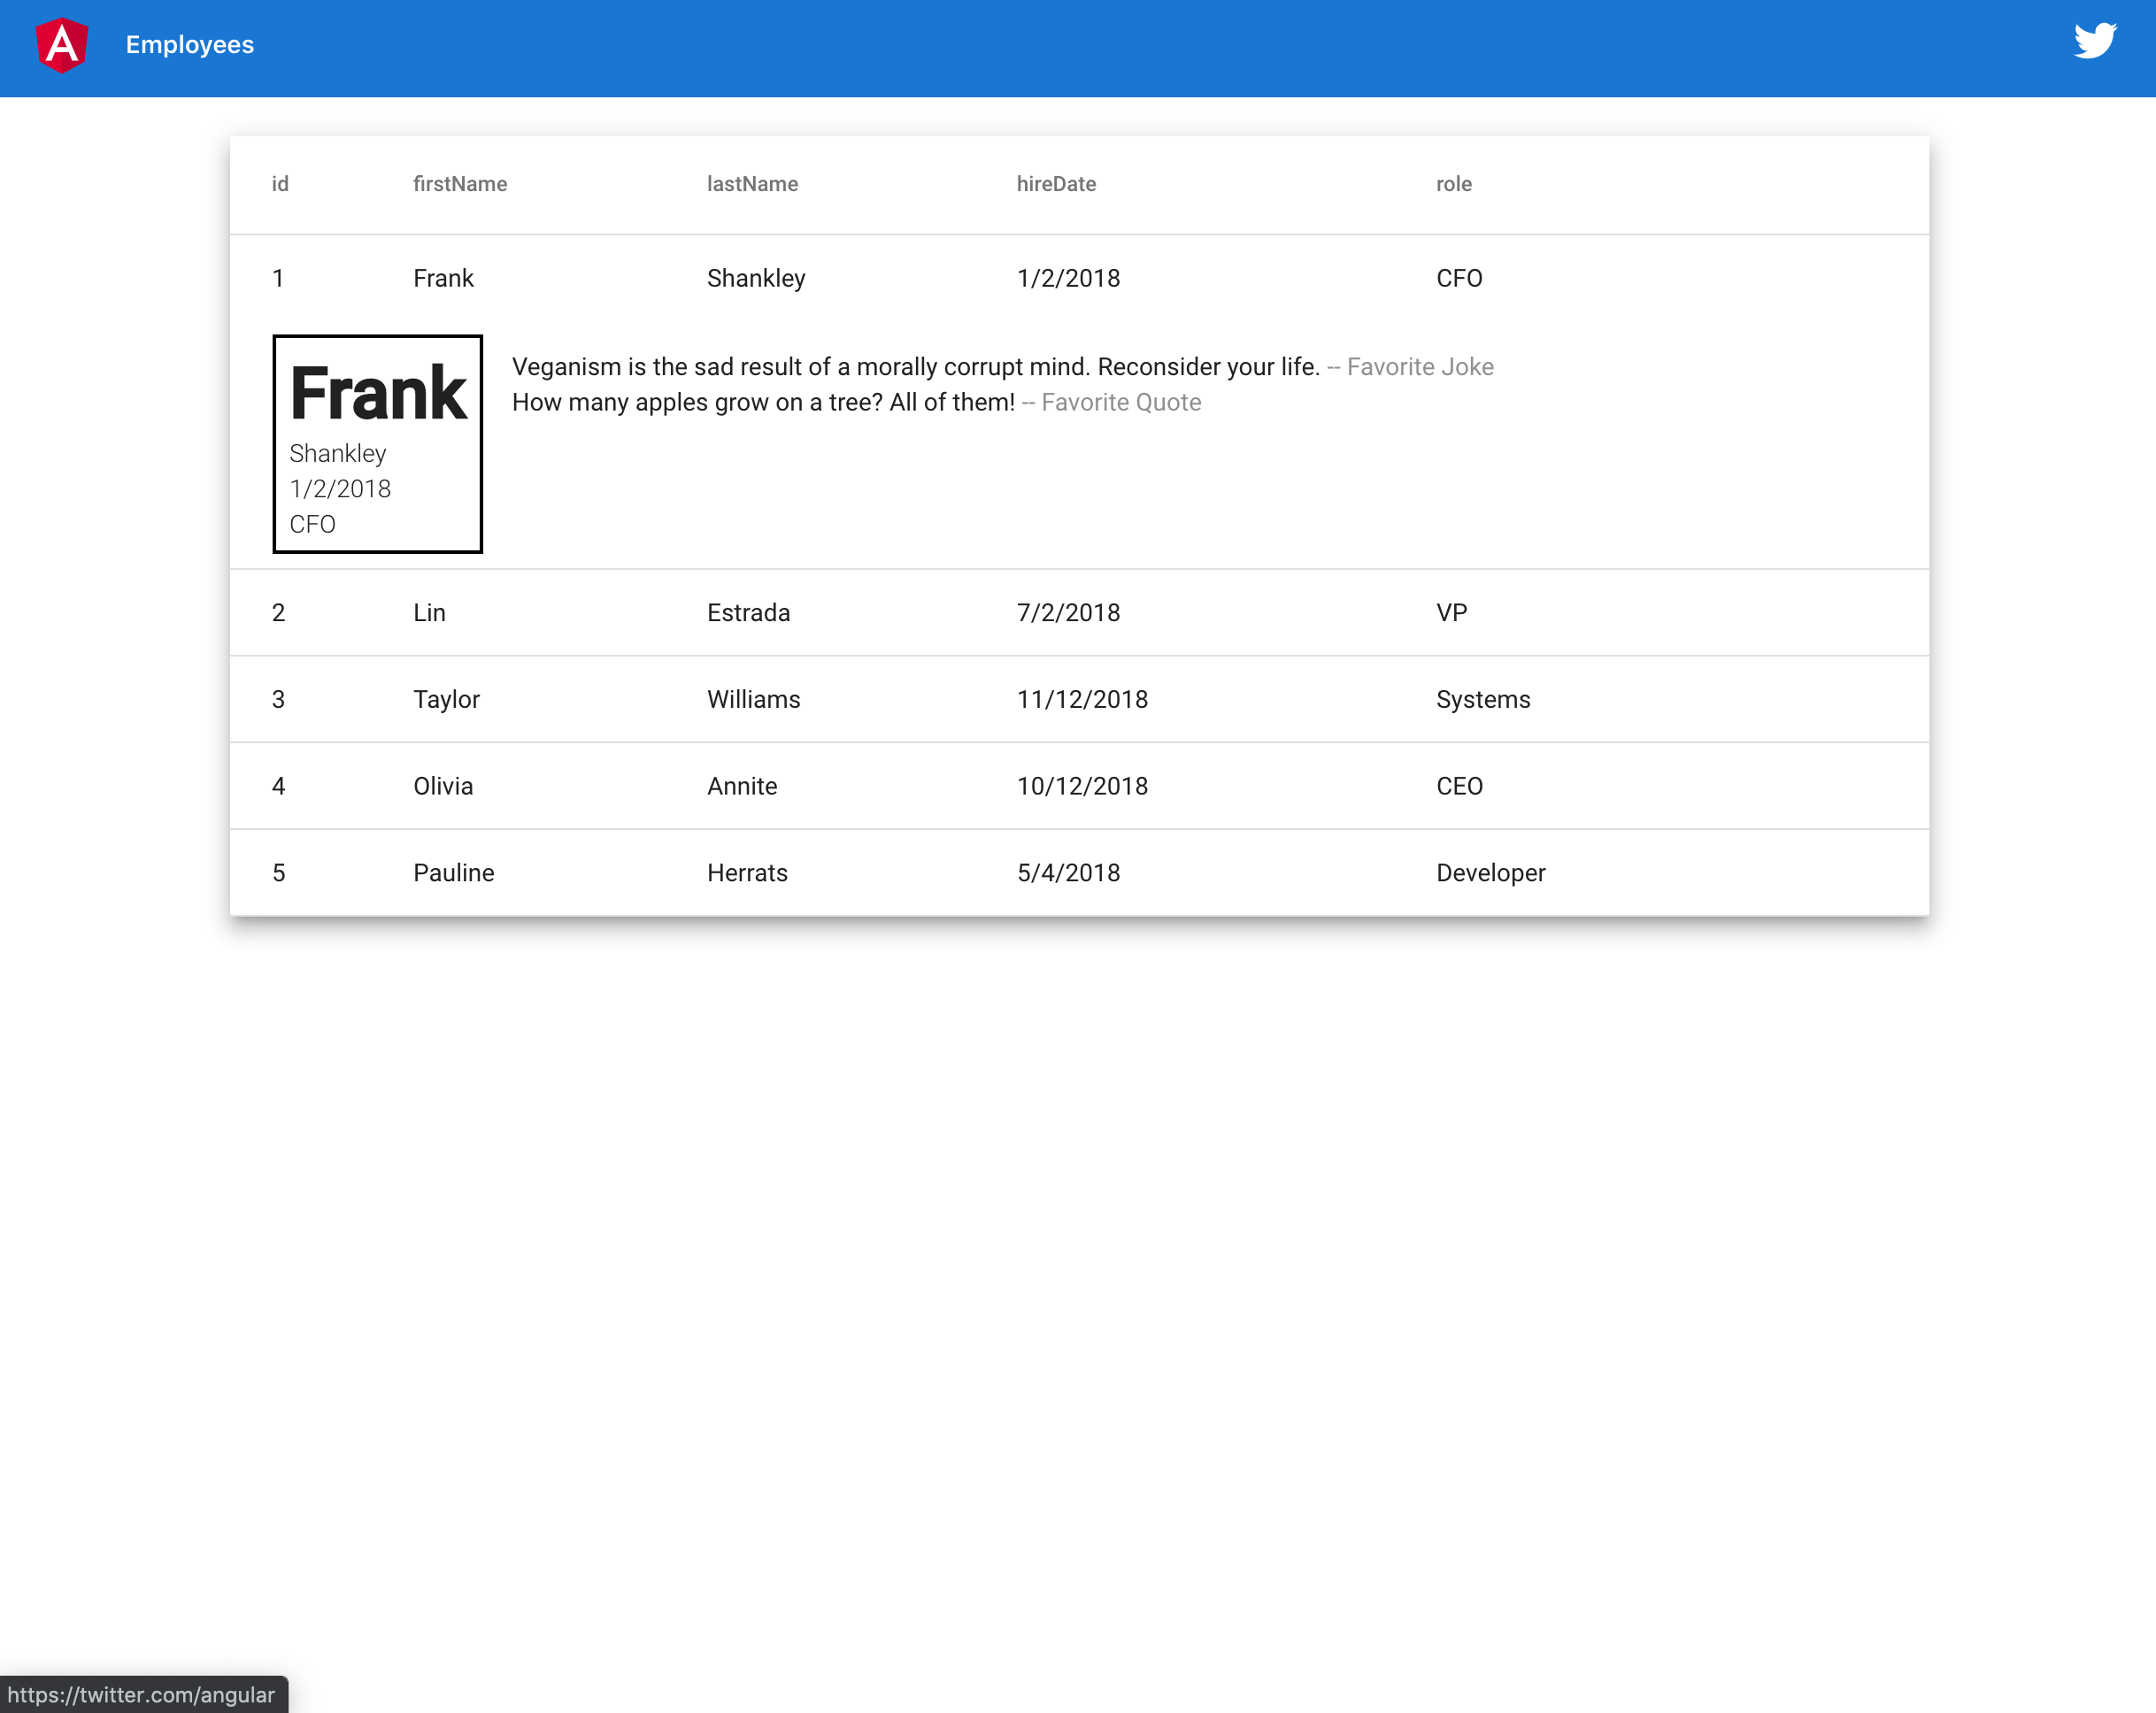 Employees
id firstName lastName hireDate role
1 Frank Shankley 1/2/2018 CFO
Frank
Shankley
1/2/2018
CFO
Veganism is the sad result of a morally corrupt mind. Reconsider your life. -- Favorite Joke
How many apples grow on a tree? All of them! -- Favorite Quote
2 Lin Estrada 7/2/2018 VP
3 Taylor Williams 11/12/2018 Systems
4 Olivia Annite 10/12/2018 CEO
5 Pauline Herrats 5/4/2018 Developer
https://twitter.com/angular